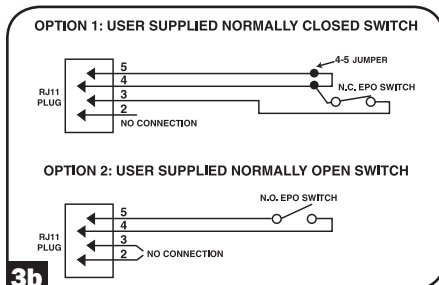 OPTION 1: USER SUPPLIED NORMALLY CLOSED SWITCH
4-5 JUMPER
5
4
N.C. EPO SWITCH
RJ11
PLUG
3
2
NO CONNECTION
OPTION 2: USER SUPPLIED NORMALLY OPEN SWITCH
N.O. EPO SWITCH
5
4
RJ11
PLUG
3
NO CONNECTION
2
3b